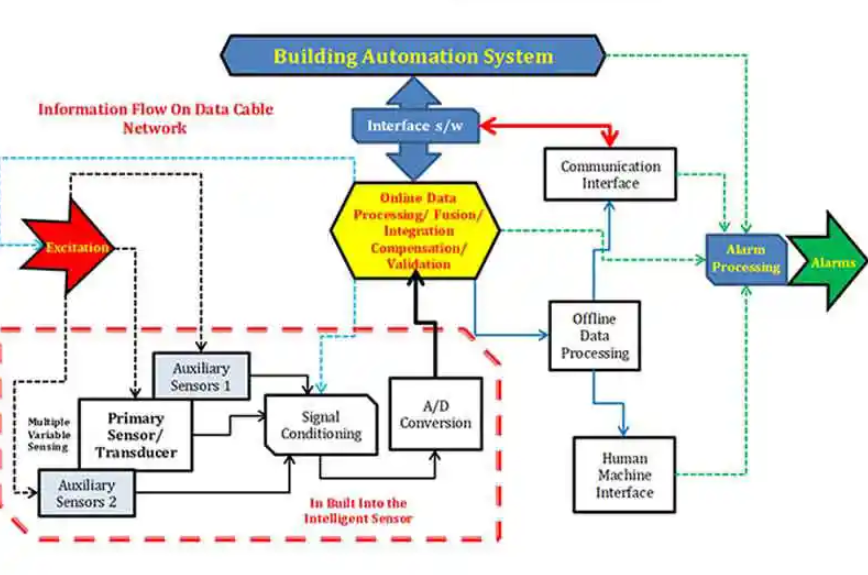 Building Automation System
Information Flow On Data Cable
Network
Interface s/w
Communication
Interface
Online Data
Processing/ Fusion/
Integration
Compensation/
Validation
Excitation
Alarm
Processing
Alarms
Offline
Data
Processing
Auxiliary
Sensors 1
Multiple
Variable
Sensing
Primary
Sensor/
Transducer
Signal
Conditioning
A/D
Conversion
Auxiliary
Sensors 2
In Built Into the
Intelligent Sensor
Human
Machine
Interface